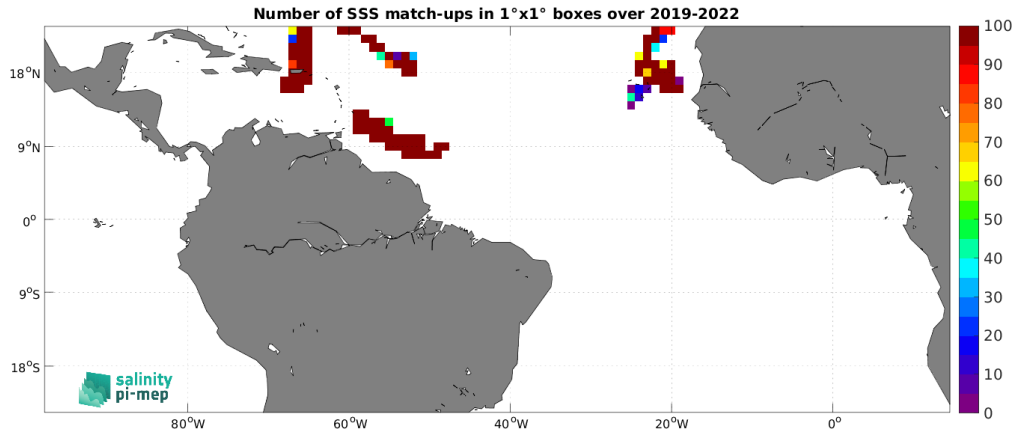 Number of SSS match-ups in 1°x1° boxes over 2019-2022
100
90
80
70
60
50
40
30
20
10
0
18°N
9°N
0°
9°S
18°S
80°W
60°W
40°W
20°W
0°
salinity
pi-mep